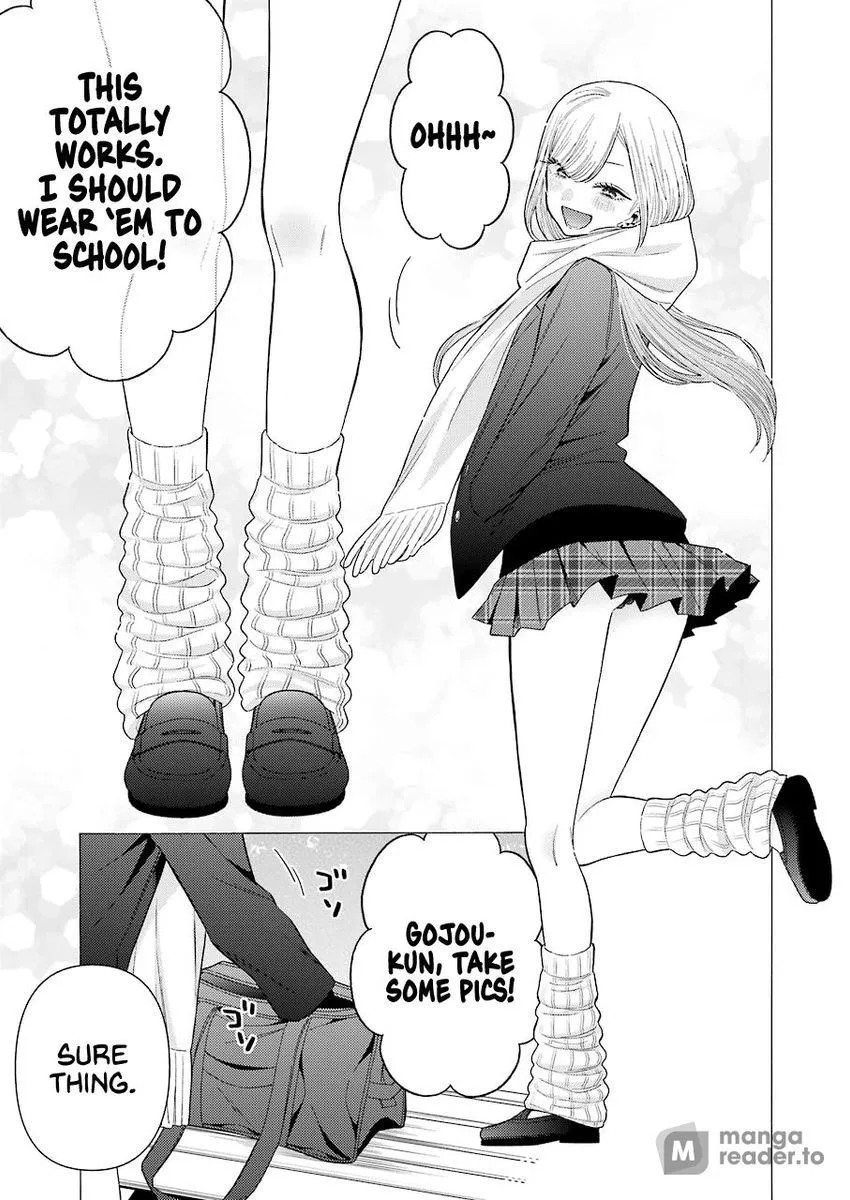 OHHH~
THIS
TOTALLY
WORKS.
I SHOULD
WEAR 'EM TO
SCHOOL!
GOJOU-
KUN, TAKE
SOME PICS!
ゴソ
ゴソ
SURE
THING.
M manga
reader.to